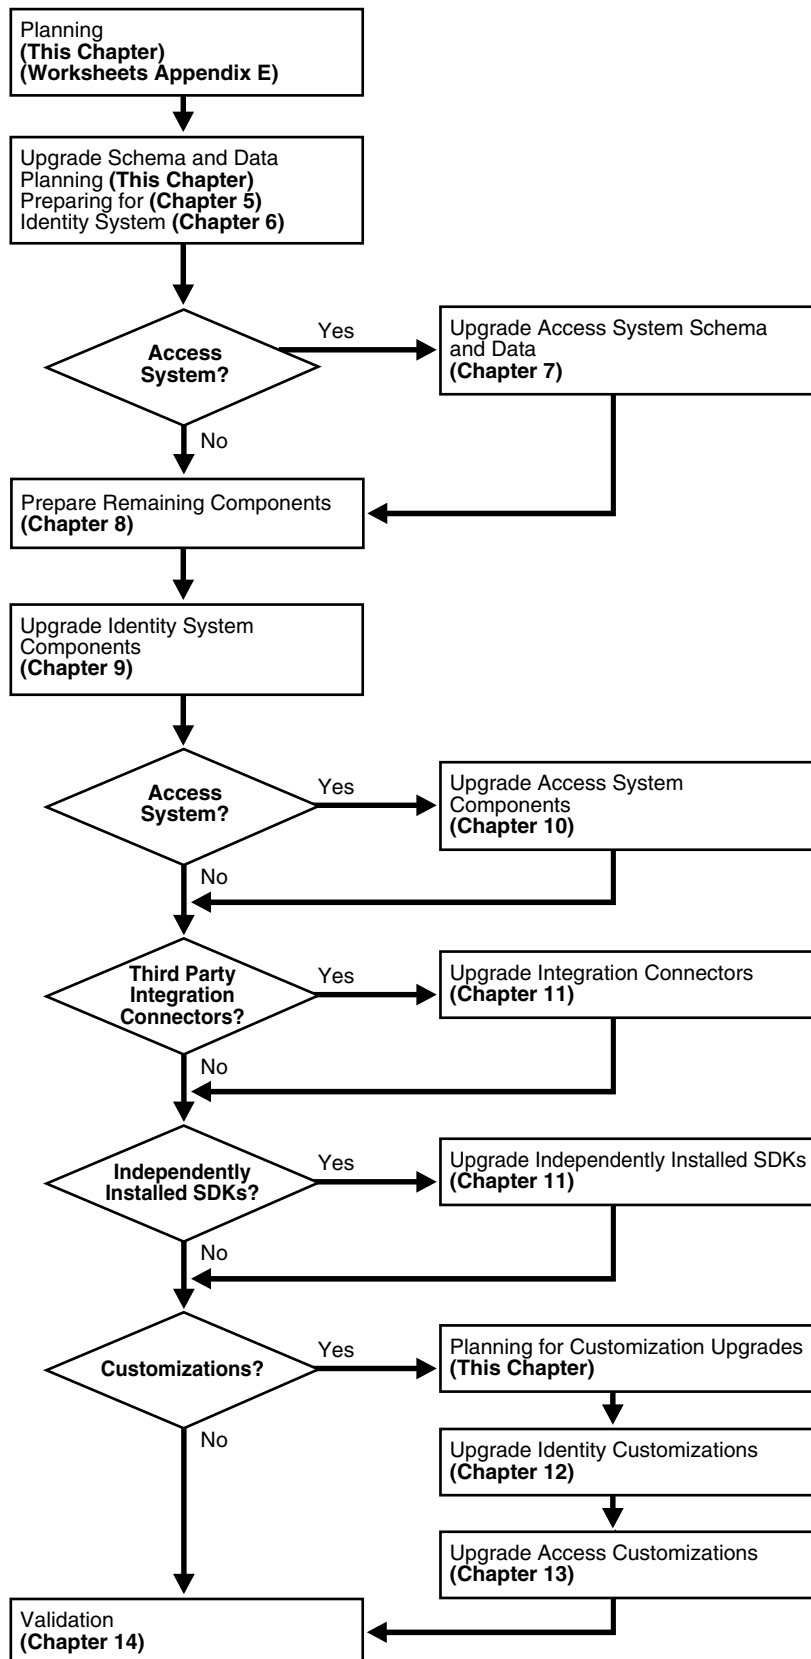 Planning
(This Chapter)
(Worksheets Appendix E)
Upgrade Schema and Data
Planning (This Chapter)
Preparing for (Chapter 5)
Identity System (Chapter 6)
Access
System?
Yes
Upgrade Access System Schema
and Data
(Chapter 7)
No
Prepare Remaining Components
(Chapter 8)
Upgrade Identity System
Components
(Chapter 9)
Access
System?
Yes
Upgrade Access System
Components
(Chapter 10)
No
Third Party
Integration
Connectors?
Yes
Upgrade Integration Connectors
(Chapter 11)
No
Independently
Installed SDKs?
Yes
Upgrade Independently Installed SDKs
(Chapter 11)
No
Customizations?
Yes
Planning for Customization Upgrades
(This Chapter)
No
Upgrade Identity Customizations
(Chapter 12)
Upgrade Access Customizations
(Chapter 13)
Validation
(Chapter 14)